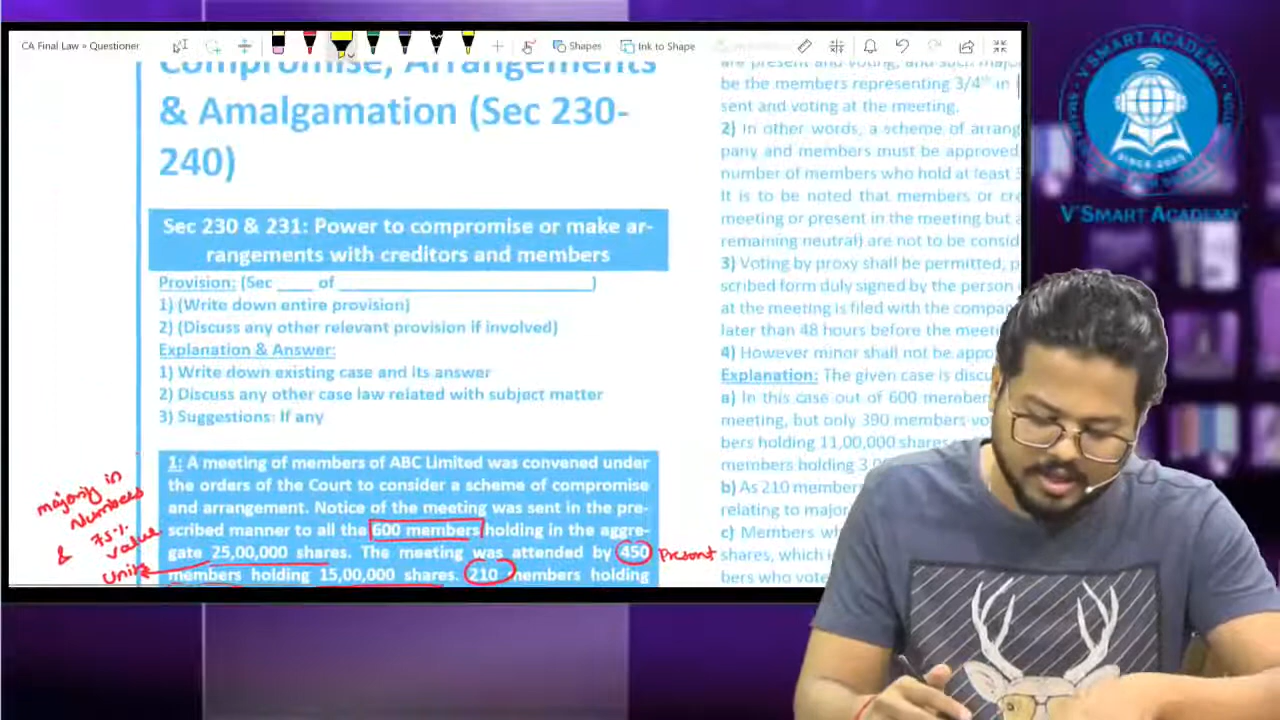 CA Final Law » Questioner
Shapes
Ink to Shape
Compromise, Arrangements
& Amalgamation (Sec 230-
240)
Sec 230 & 231: Power to compromise or make ar-
rangements with creditors and members
Provision: (Sec ____ of ______________________________)
1) (Write down entire provision)
2) (Discuss any other relevant provision if involved)
Explanation & Answer:
1) Write down existing case and its answer
2) Discuss any other case law related with subject matter
3) Suggestions: If any
1: A meeting of members of ABC Limited was convened under
the orders of the Court to consider a scheme of compromise
and arrangement. Notice of the meeting was sent in the pre-
scribed manner to all the 600 members holding in the aggre-
gate 25,00,000 shares. The meeting was attended by 450
members holding 15,00,000 shares. 210 members holding
majority in
Numbers
& 75%
value
Units
Present
are present and voting, and such major
be the members representing 3/4th in
sent and voting at the meeting.
2) In other words, a scheme of arrang
pany and members must be approved
number of members who hold at least
It is to be noted that members or cre
meeting or present in the meeting but a
remaining neutral) are not to be consid
3) Voting by proxy shall be permitted, p
scribed form duly signed by the person
at the meeting is filed with the compan
later than 48 hours before the meeti
4) However minor shall not be appo
Explanation: The given case is discu
a) In this case out of 600 member
meeting, but only 390 members vo
bers holding 11,00,000 shares
members holding 3,0
b) As 210 member
relating to major
c) Members wh
shares, which i
bers who vote
V'SMART ACADEMY
SINCE 2005
V'SMART ACADEMY